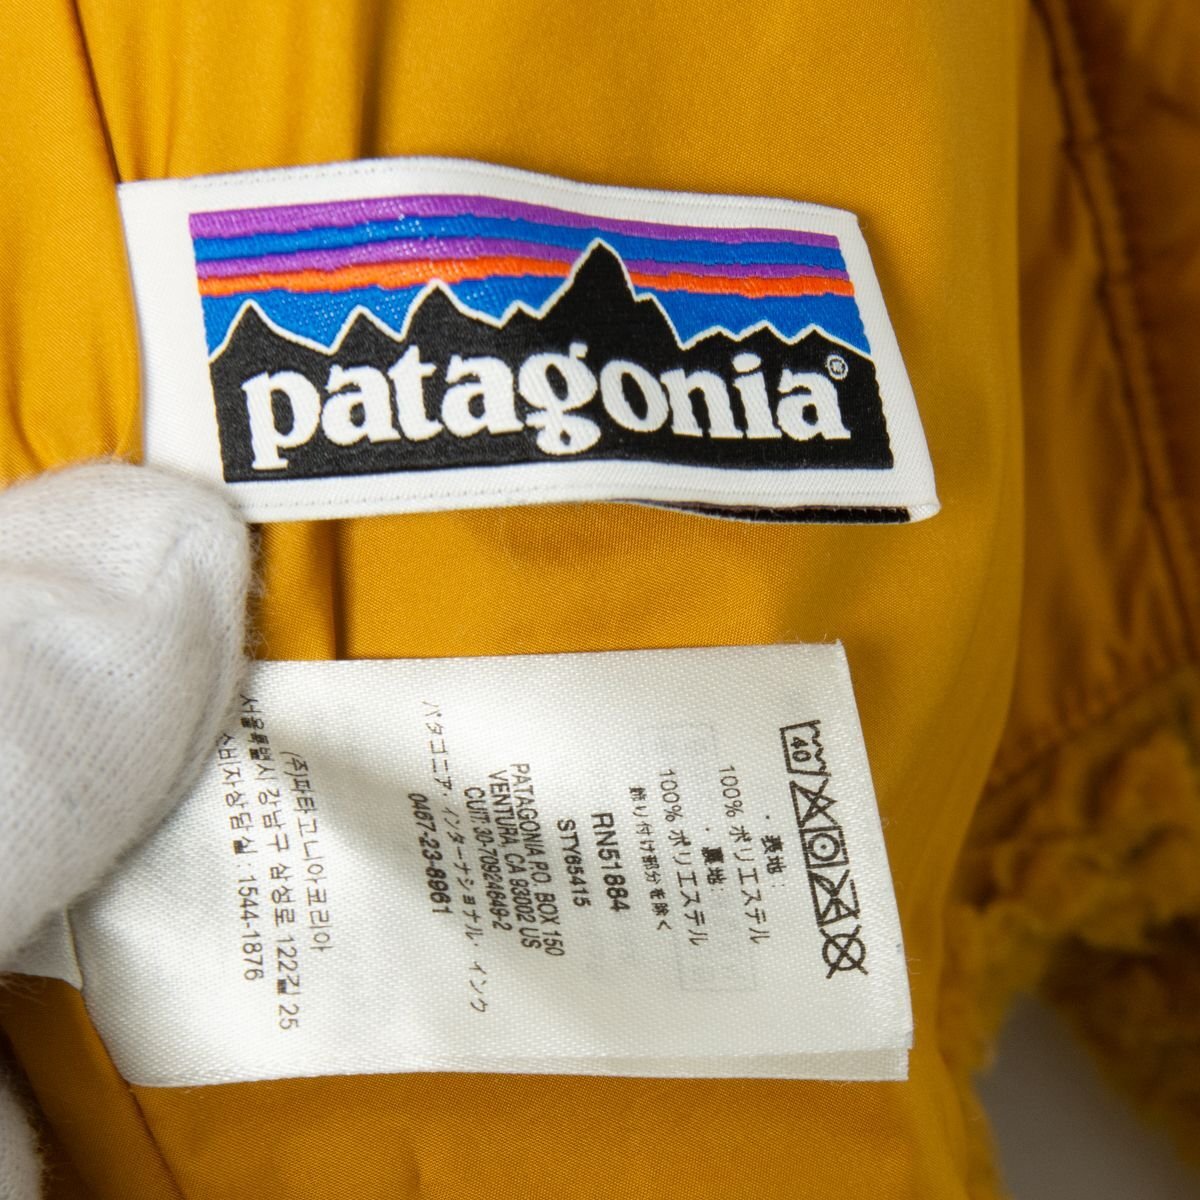 patagonia®
40
・表地:
100% ポリエステル
・裏地:
100% ポリエステル
飾り付け部分を除く
RN51884
STY65415
PATAGONIA P.O. BOX 150
VENTURA, CA 93002 US
CUIT: 30-70924649-2
パタゴニア・インターナショナル・インク
0467-23-8961
(주)파타고니아코리아
서울특별시 강남구 삼성로 122길 25
소비자상담실: 1544-1876